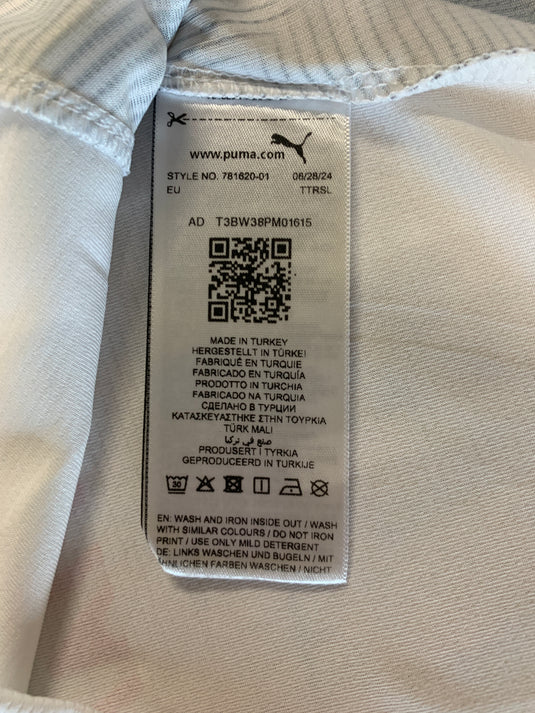 www.puma.com
STYLE NO. 781620-01 08/28/24
EU TTRSL
AD T3BW38PM01615
MADE IN TURKEY
HERGESTELLT IN TÜRKEI
FABRIQUÉ EN TURQUIE
FABRICADO EN TURQUÍA
PRODOTTO IN TURCHIA
FABRICADO NA TURQUIA
СДЕЛАНО В ТУРЦИИ
ΚΑΤΑΣΚΕΥΑΣΤΗΚΕ ΣΤΗΝ ΤΟΥΡΚΙΑ
TÜRK MALI
صنع في تركيا
PRODUSERT I TYRKIA
GEPRODUCEERD IN TURKIJE
30
EN: WASH AND IRON INSIDE OUT / WASH
WITH SIMILAR COLOURS / DO NOT IRON
PRINT / USE ONLY MILD DETERGENT
DE: LINKS WASCHEN UND BUGELN / MIT
ÄHNLICHEN FARBEN WASCHEN / NICHT